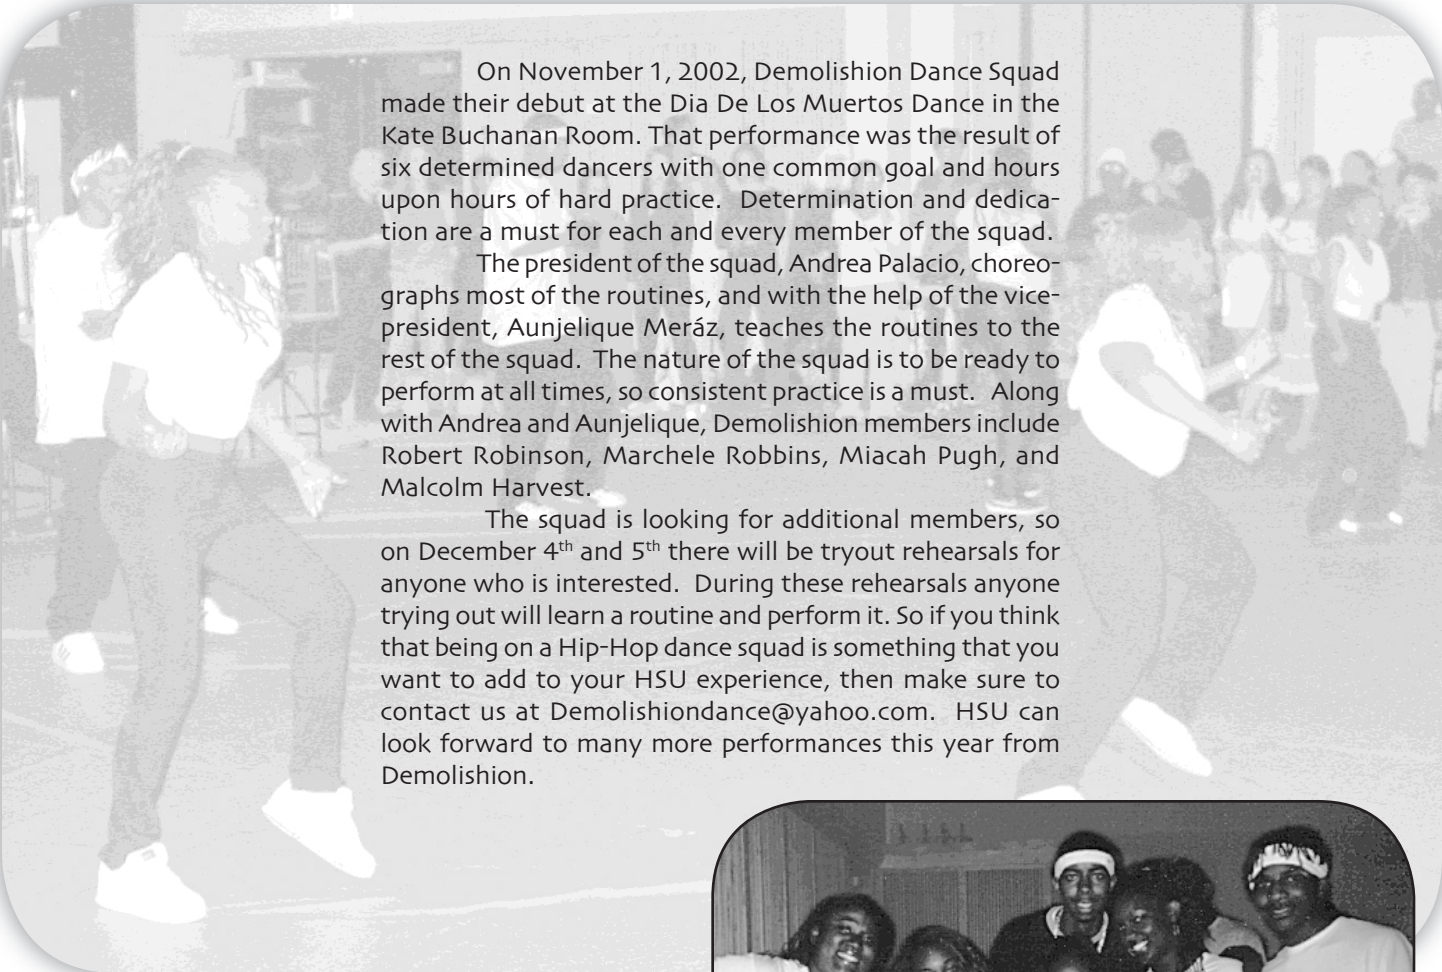 On November 1, 2002, Demolishion Dance Squad
made their debut at the Dia De Los Muertos Dance in the
Kate Buchanan Room. That performance was the result of
six determined dancers with one common goal and hours
upon hours of hard practice. Determination and dedica-
tion are a must for each and every member of the squad.
The president of the squad, Andrea Palacio, choreo-
graphs most of the routines, and with the help of the vice-
president, Aunjelique Meráz, teaches the routines to the
rest of the squad. The nature of the squad is to be ready to
perform at all times, so consistent practice is a must. Along
with Andrea and Aunjelique, Demolishion members include
Robert Robinson, Marchele Robbins, Miacah Pugh, and
Malcolm Harvest.
The squad is looking for additional members, so
on December 4th and 5th there will be tryout rehearsals for
anyone who is interested. During these rehearsals anyone
trying out will learn a routine and perform it. So if you think
that being on a Hip-Hop dance squad is something that you
want to add to your HSU experience, then make sure to
contact us at Demolishiondance@yahoo.com. HSU can
look forward to many more performances this year from
Demolishion.